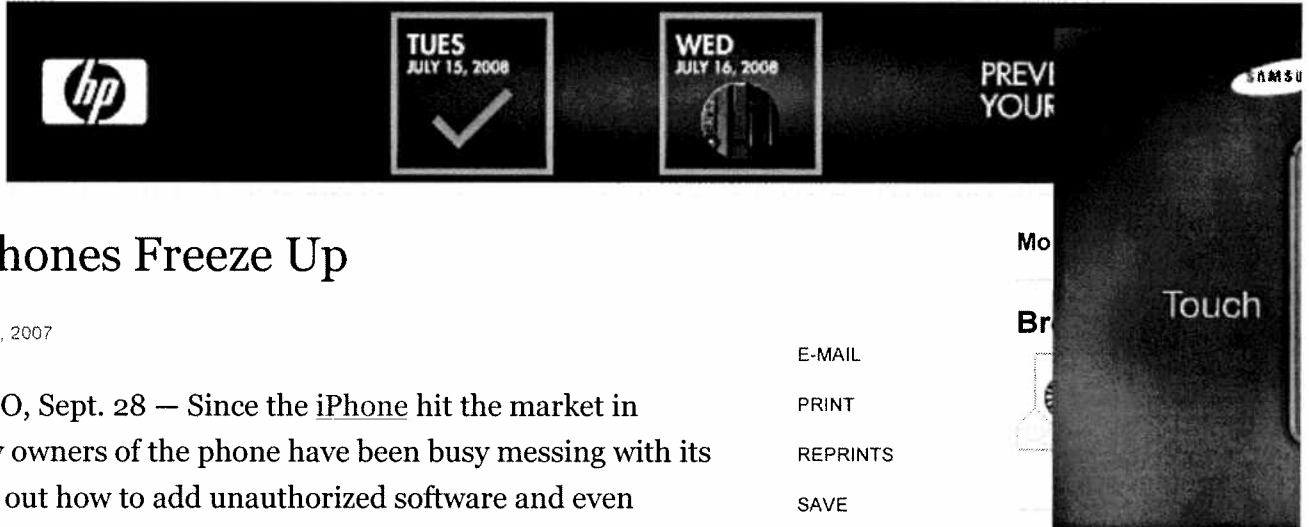 hp
TUES
JULY 15, 2008
WED
JULY 16, 2008
PREVI
YOUR
SAMSU
hones Freeze Up
, 2007
O, Sept. 28 — Since the iPhone hit the market in
owners of the phone have been busy messing with its
out how to add unauthorized software and even
E-MAIL
PRINT
REPRINTS
SAVE
Mo
Br
Touch